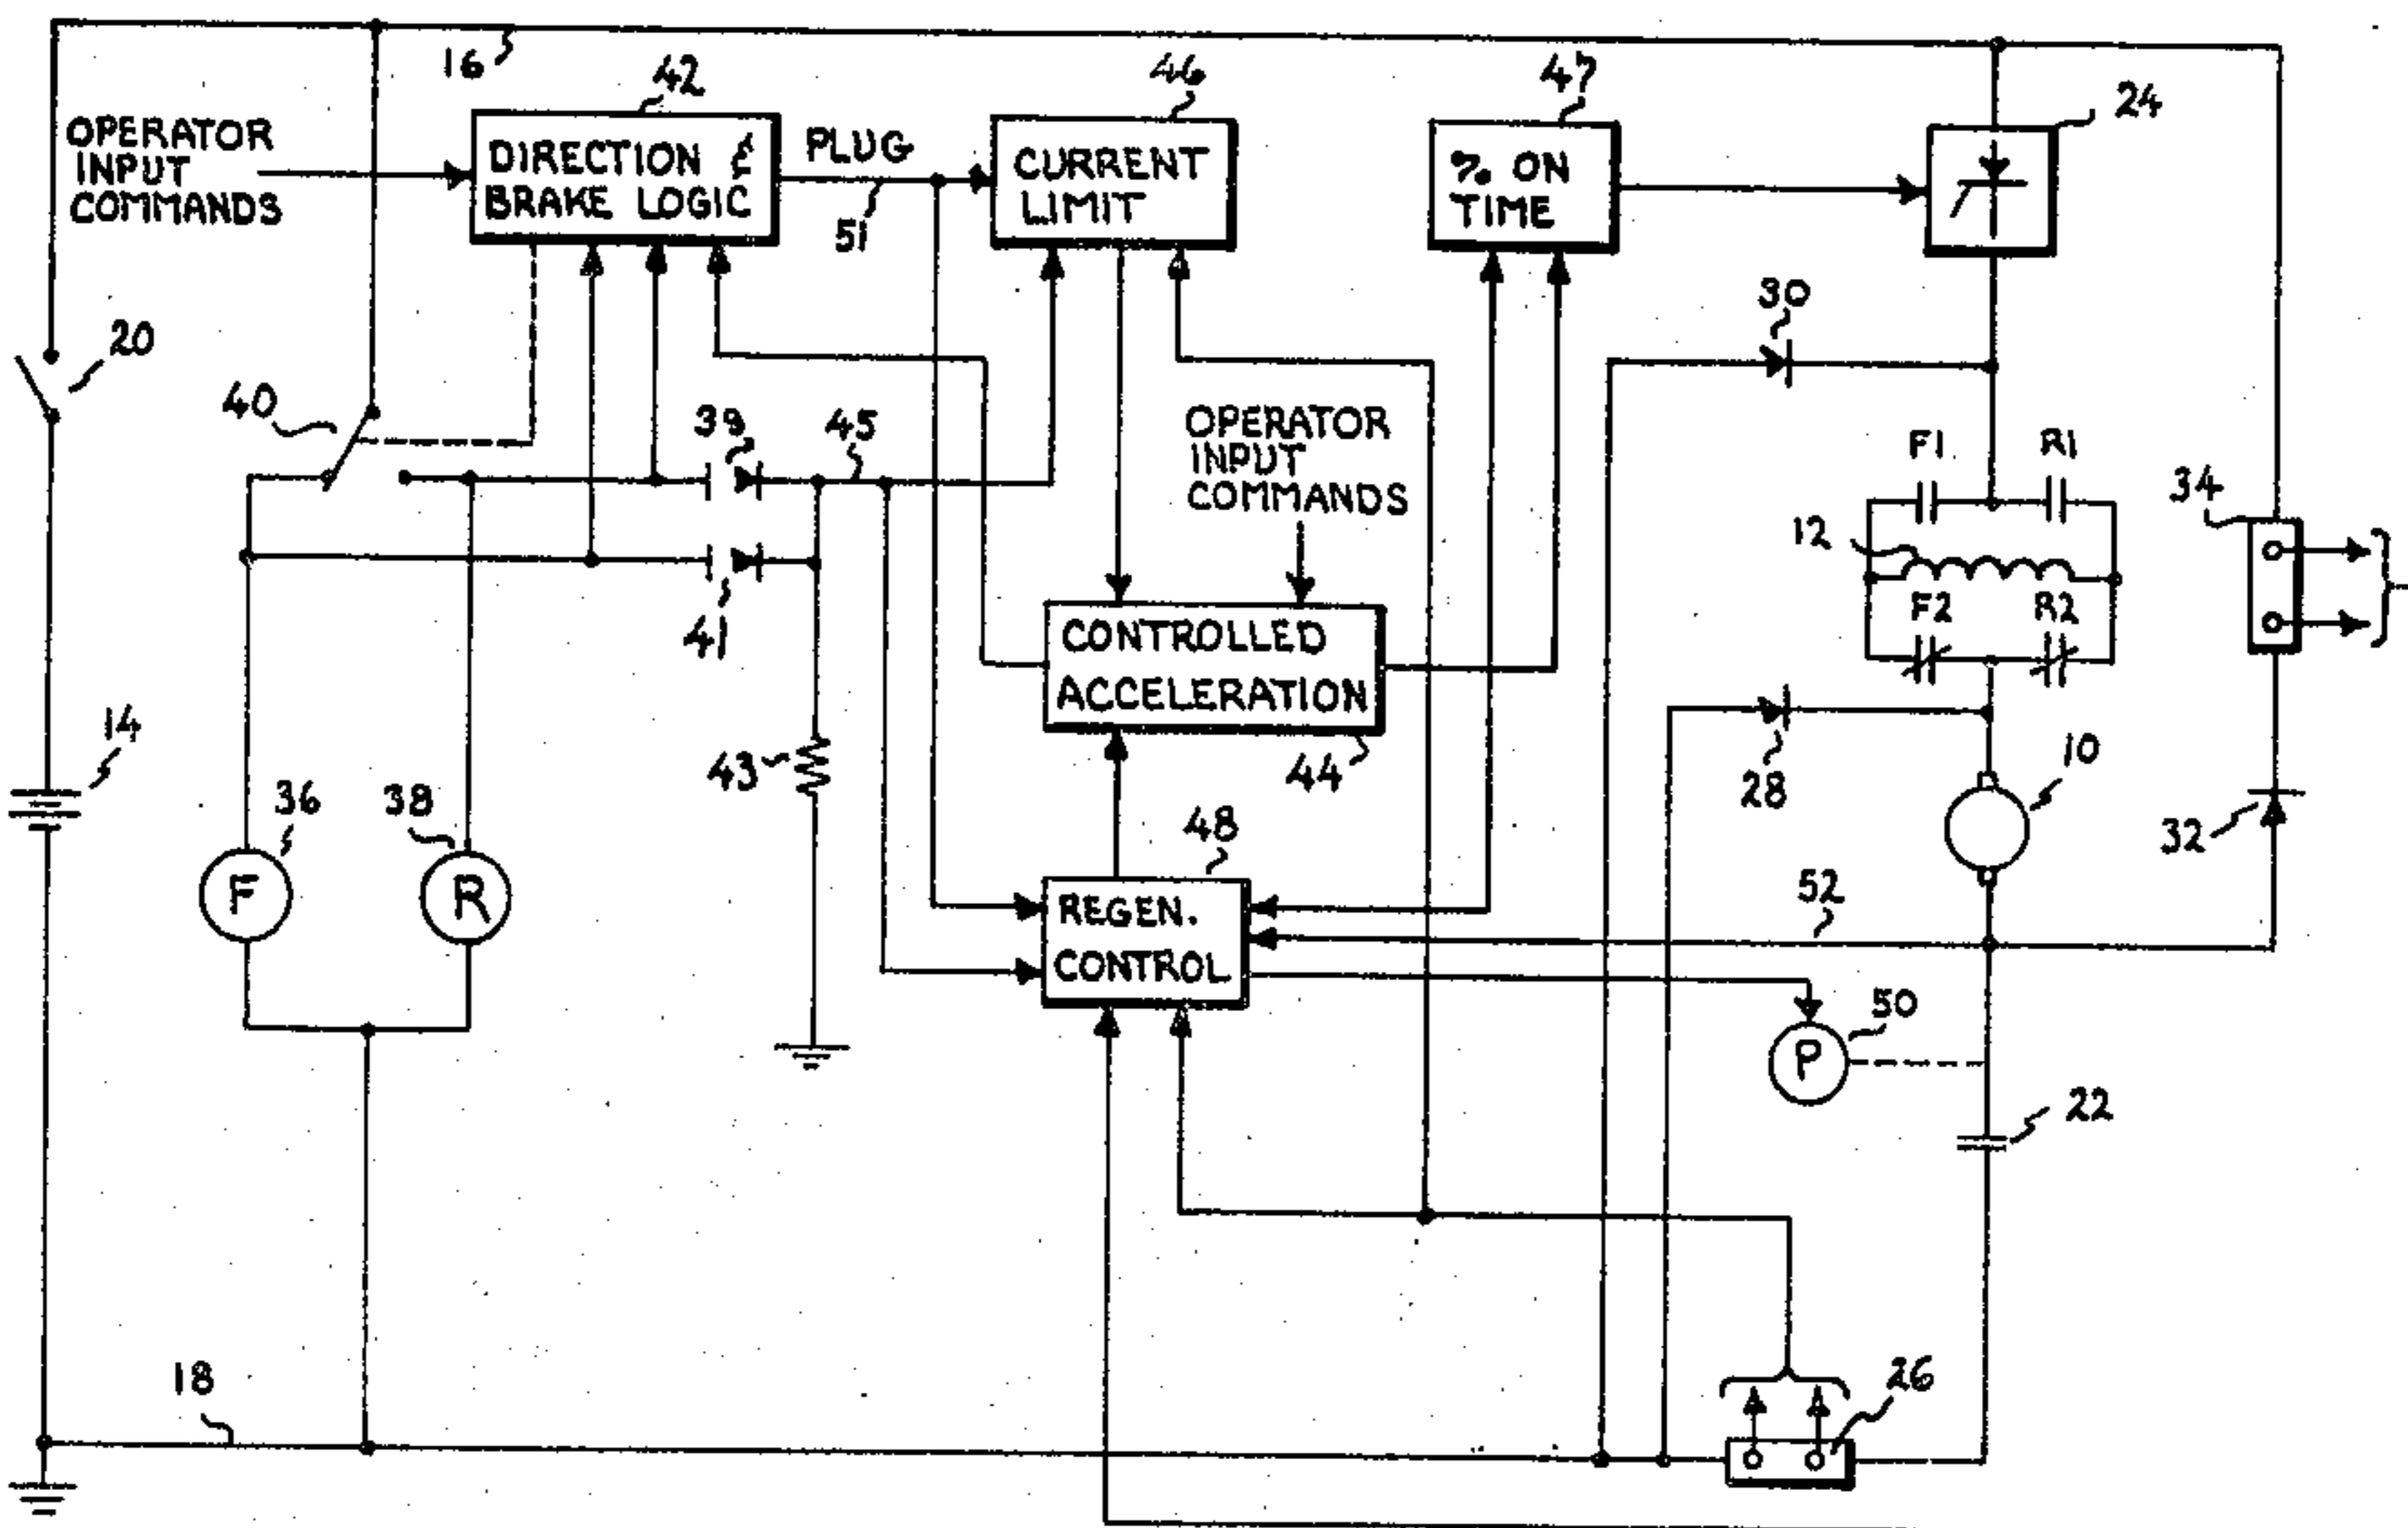 16
42
46
47
24
OPERATOR
INPUT
COMMANDS
DIRECTION &
BRAKE LOGIC
PLUG
51
CURRENT
LIMIT
% ON
TIME
30
20
40
39
45
OPERATOR
INPUT
COMMANDS
F1
R1
34
12
F2
R2
41
CONTROLLED
ACCELERATION
14
43
44
28
10
36
38
48
32
F
R
REGEN.
CONTROL
52
50
P
22
18
26